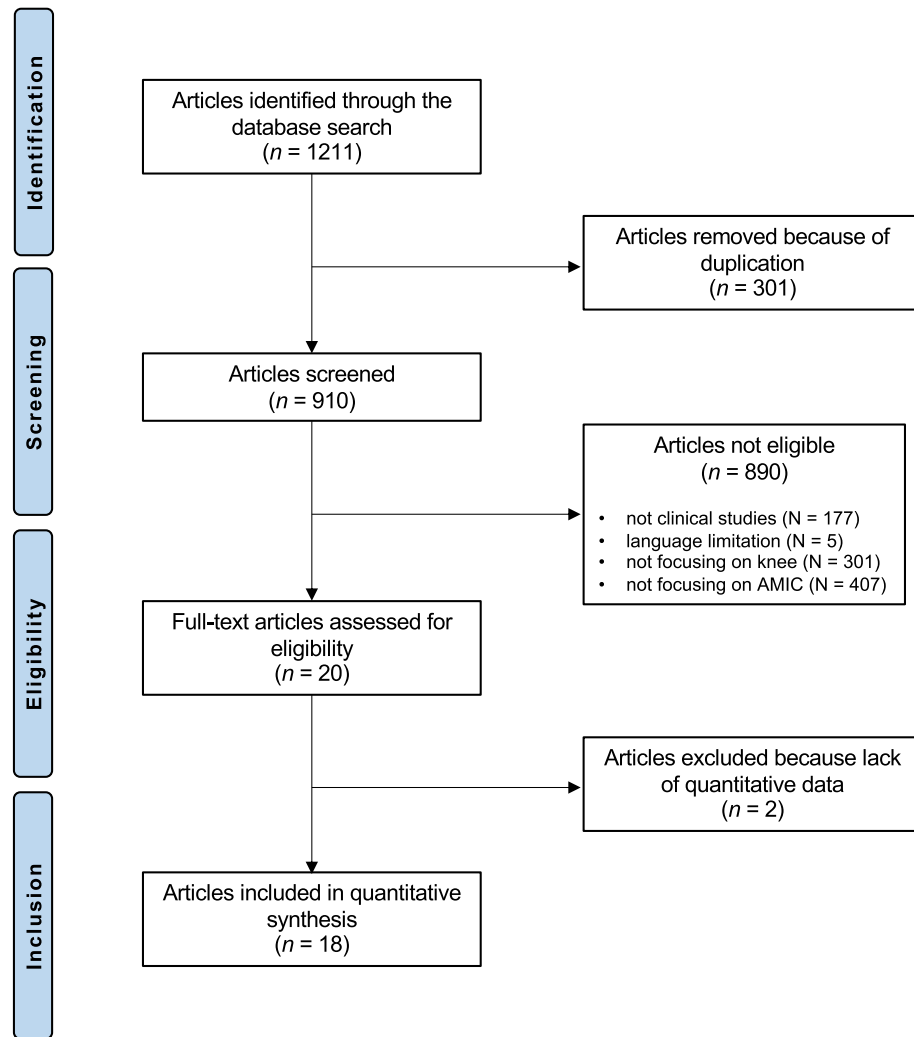 Identification
Articles identified through the
database search
(n = 1211)
Articles removed because of
duplication
(n = 301)
Screening
Articles screened
(n = 910)
Articles not eligible
(n = 890)
• not clinical studies (N = 177)
• language limitation (N = 5)
• not focusing on knee (N = 301)
• not focusing on AMIC (N = 407)
Eligibility
Full-text articles assessed for
eligibility
(n = 20)
Articles excluded because lack
of quantitative data
(n = 2)
Inclusion
Articles included in quantitative
synthesis
(n = 18)